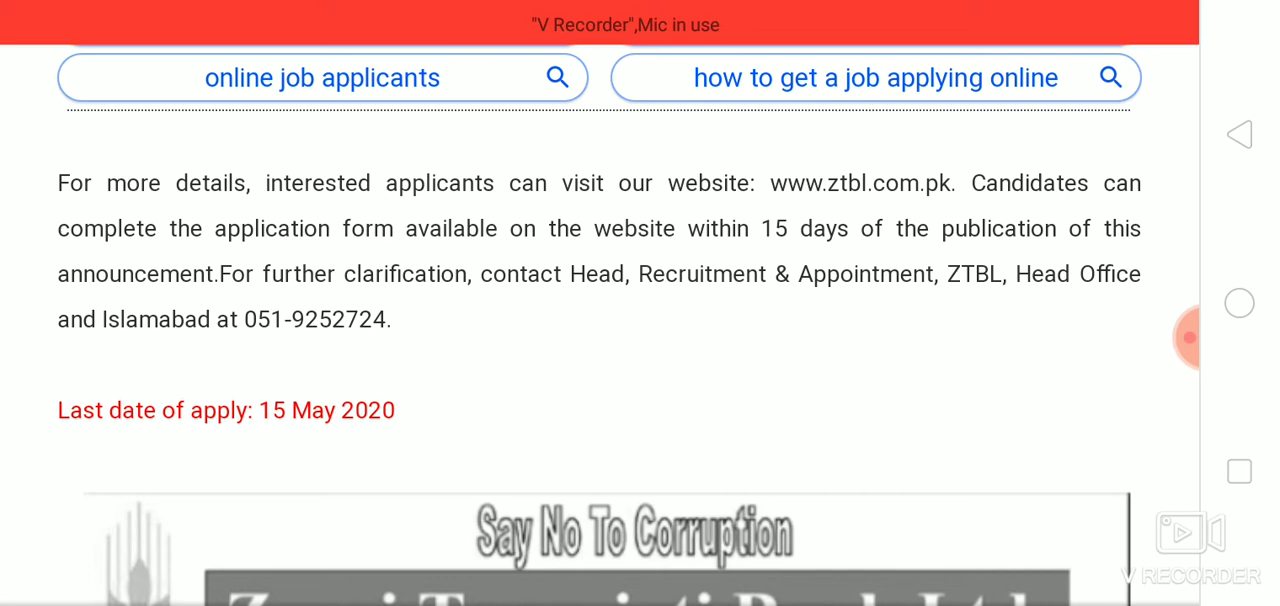 "V Recorder",Mic in use
online job applicants
how to get a job applying online
For more details, interested applicants can visit our website: www.ztbl.com.pk. Candidates can
complete the application form available on the website within 15 days of the publication of this
announcement.For further clarification, contact Head, Recruitment & Appointment, ZTBL, Head Office
and Islamabad at 051-9252724.
Last date of apply: 15 May 2020
Say No To Corruption
V RECORDER